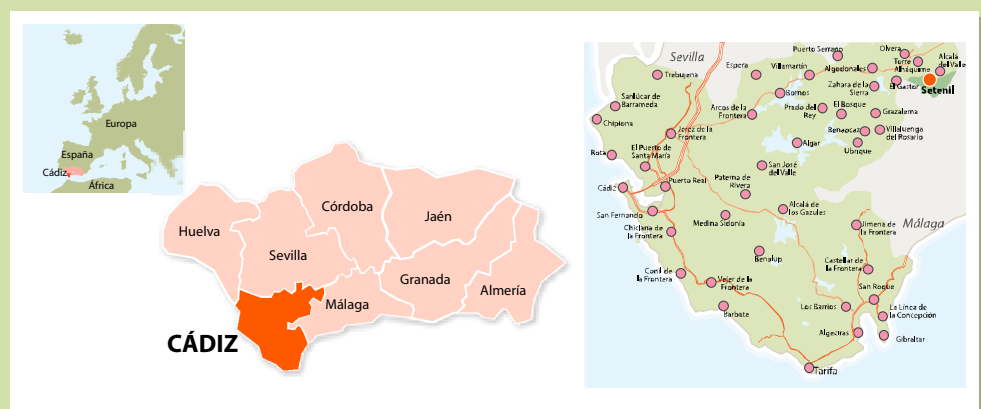 Europa
España
Cádiz
África
Huelva
Sevilla
Córdoba
Jaén
Granada
Málaga
Almería
CÁDIZ
Sevilla
Puerto Serrano
Olvera
Torre
Alháquime
Alcalá
del Valle
Trebujena
Espera
Villamartín
Algodonales
Zahara de la
Sierra
El Gastor
Setenil
Sanlúcar de
Barrameda
Bornos
Chipiona
Arcos de la
Frontera
Prado del
Rey
El Bosque
Grazalema
Jerez de la
Frontera
Benaocaz
Villaluenga
del Rosario
Rota
El Puerto de
Santa María
Algar
Ubrique
San José
del Valle
Cádiz
Puerto Real
Paterna de
Rivera
San Fernando
Medina Sidonia
Alcalá de
los Gazules
Málaga
Chiclana de
la Frontera
Jimena de
la Frontera
Benalup
Castellar de
la Frontera
Conil de
la Frontera
Vejer de la
Frontera
San Roque
Barbate
Los Barrios
La Línea de
la Concepción
Algeciras
Gibraltar
Tarifa